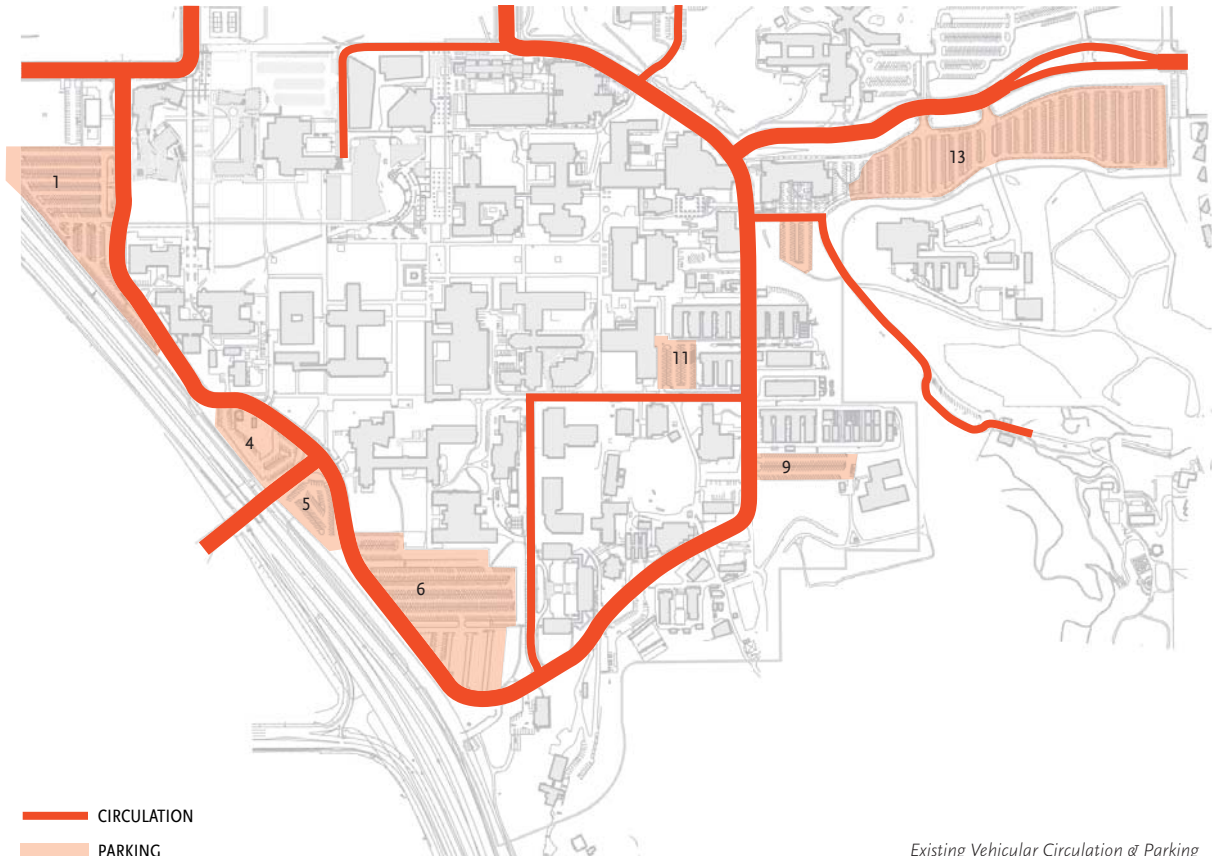 1
13
11
4
9
5
6
CIRCULATION
PARKING
Existing Vehicular Circulation & Parking